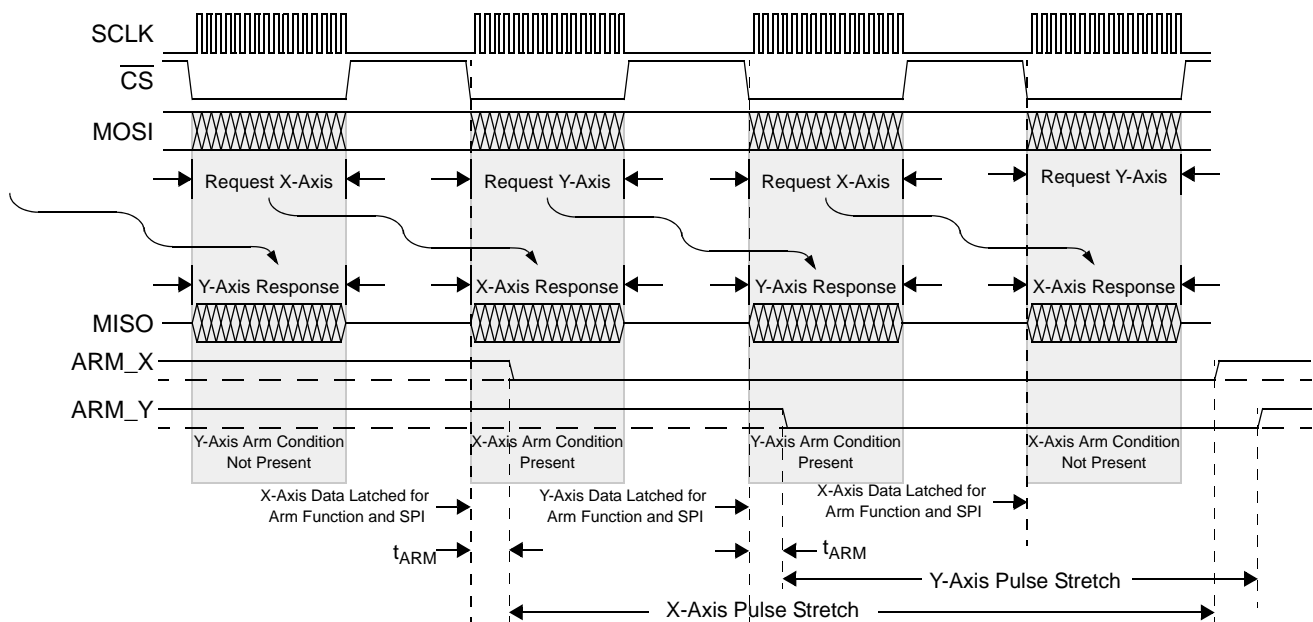 SCLK
CS
MOSI
Request X-Axis
Request Y-Axis
Request X-Axis
Request Y-Axis
Y-Axis Response
X-Axis Response
Y-Axis Response
X-Axis Response
MISO
ARM_X
ARM_Y
Y-Axis Arm Condition
Not Present
X-Axis Arm Condition
Present
Y-Axis Arm Condition
Present
X-Axis Arm Condition
Not Present
X-Axis Data Latched for
Arm Function and SPI
Y-Axis Data Latched for
Arm Function and SPI
X-Axis Data Latched for
Arm Function and SPI
tARM
tARM
Y-Axis Pulse Stretch
X-Axis Pulse Stretch